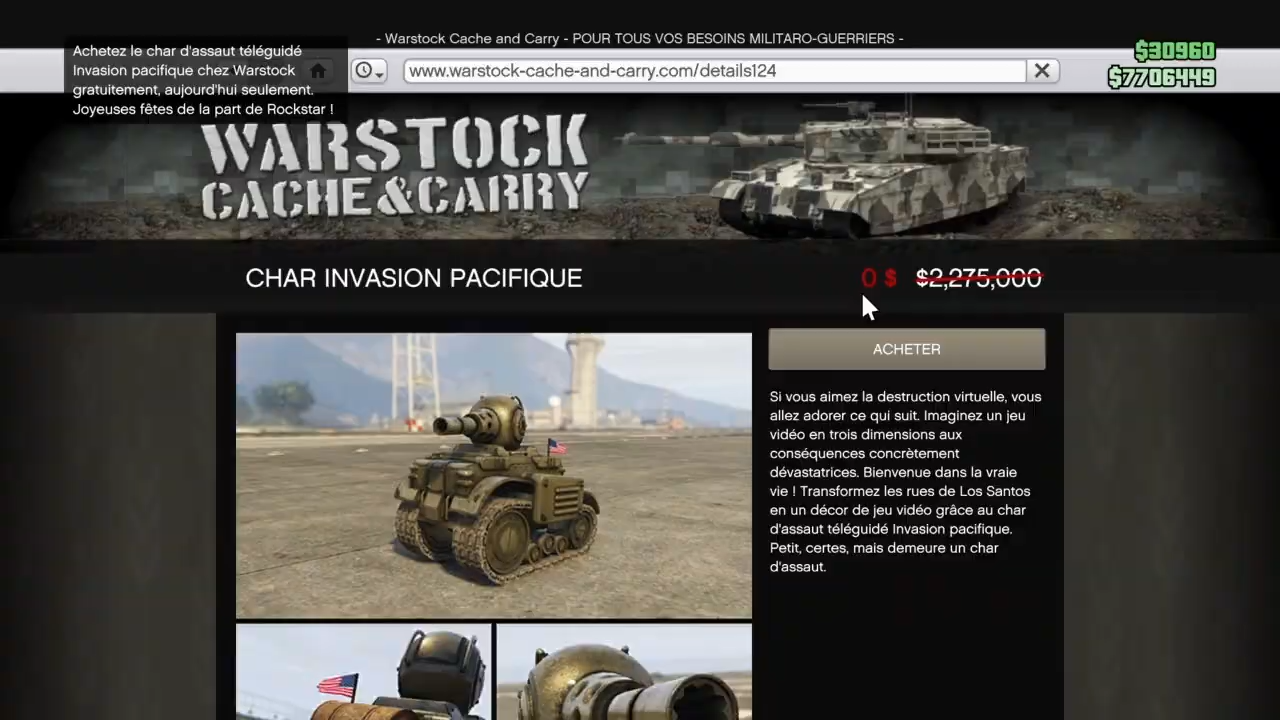 - Warstock Cache and Carry - POUR TOUS VOS BESOINS MILITARO-GUERRIERS -
Achetez le char d'assaut téléguidé
Invasion pacifique chez Warstock
gratuitement, aujourd'hui seulement.
Joyeuses fêtes de la part de Rockstar !
www.warstock-cache-and-carry.com/details124
$30960
$7706449
WARSTOCK
CACHE&CARRY
CHAR INVASION PACIFIQUE
0 $ $2,275,000
ACHETER
Si vous aimez la destruction virtuelle, vous
allez adorer ce qui suit. Imaginez un jeu
vidéo en trois dimensions aux
conséquences concrètement
dévastatrices. Bienvenue dans la vraie
vie ! Transformez les rues de Los Santos
en un décor de jeu vidéo grâce au char
d'assaut téléguidé Invasion pacifique.
Petit, certes, mais demeure un char
d'assaut.